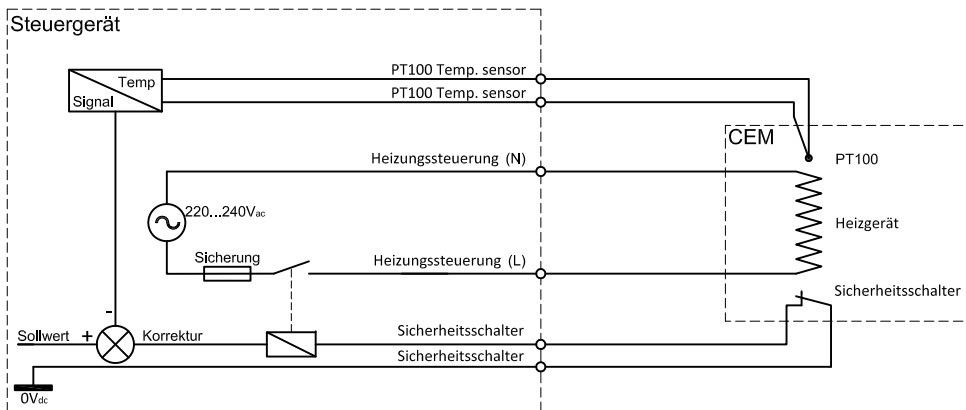 Steuergerät
Temp
Signal
PT100 Temp. sensor
PT100 Temp. sensor
CEM
Heizungssteuerung (N)
PT100
220...240Vac
Heizgerät
Sicherung
Heizungssteuerung (L)
Sicherheitsschalter
-
Sollwert
+
Korrektur
Sicherheitsschalter
Sicherheitsschalter
0Vdc